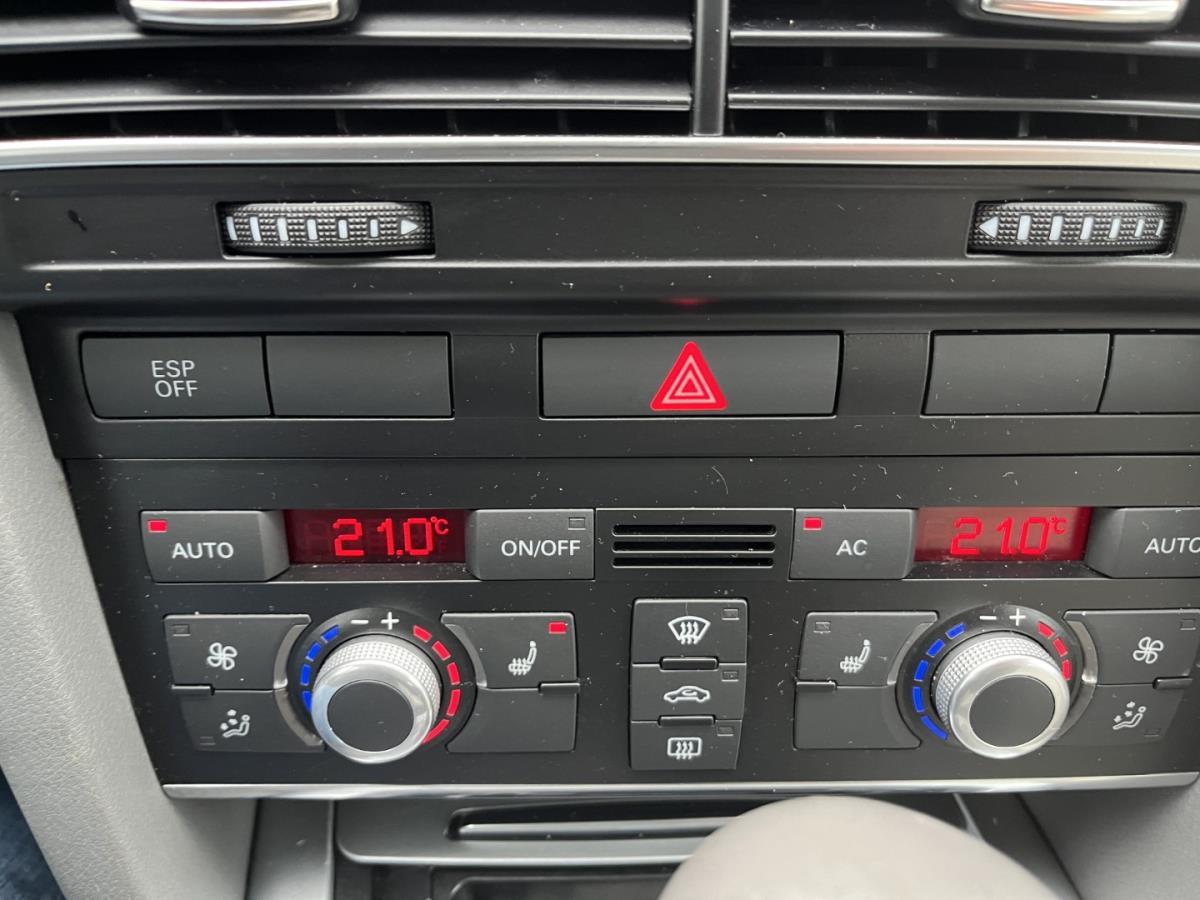 ESP
OFF
AUTO
21.0°C
ON/OFF
AC
21.0°C
AUTO
- +
- +